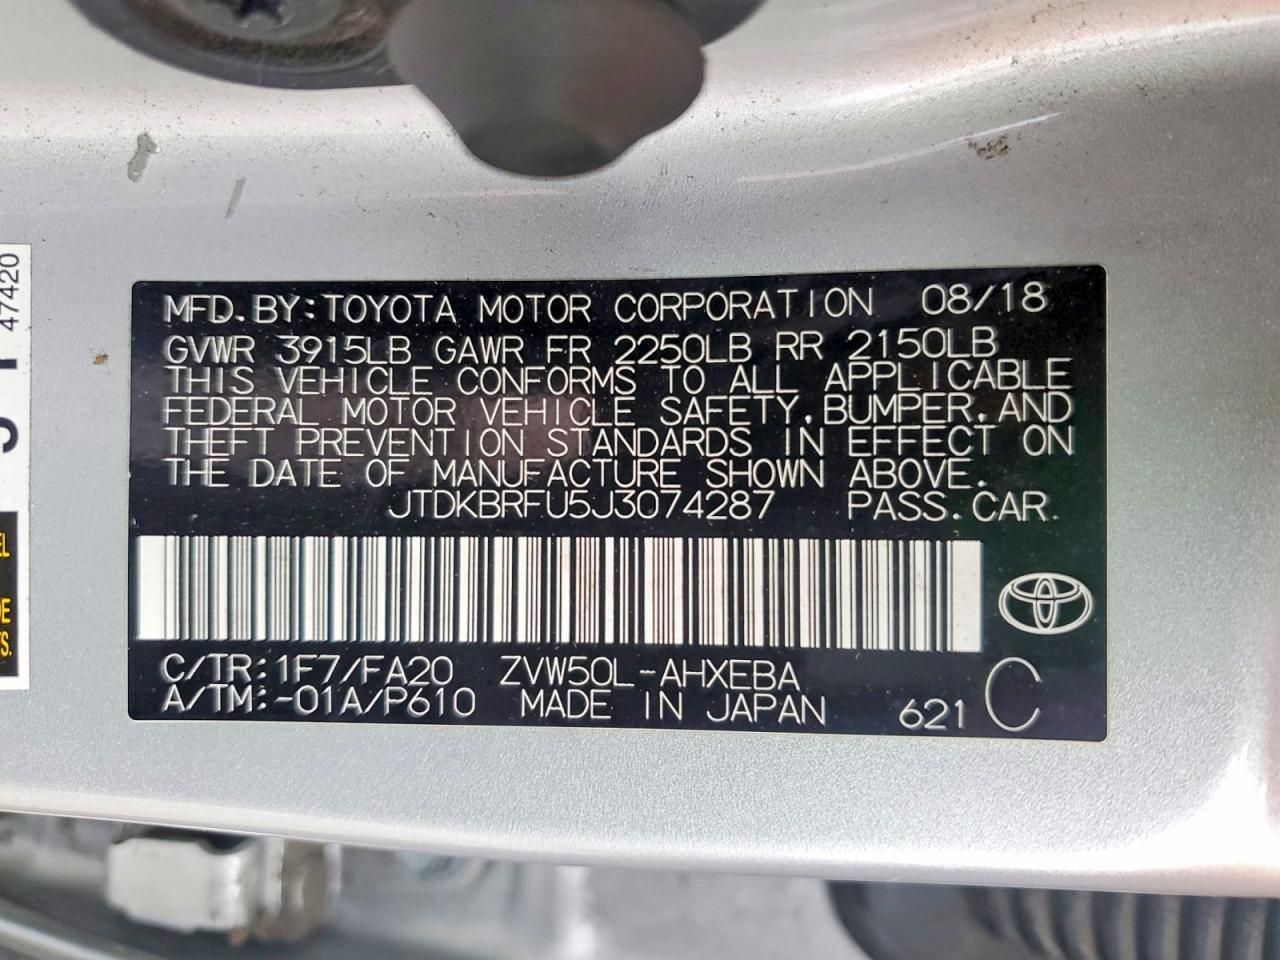 MFD. BY: TOYOTA MOTOR CORPORATION 08/18
GVWR 3915LB GAWR FR 2250LB RR 2150LB
THIS VEHICLE CONFORMS TO ALL APPLICABLE
FEDERAL MOTOR VEHICLE SAFETY, BUMPER, AND
THEFT PREVENTION STANDARDS IN EFFECT ON
THE DATE OF MANUFACTURE SHOWN ABOVE.
JTDKBRFU5J3074287 PASS. CAR.
C/TR: 1F7/FA20 ZVW50L-AHXEBA
A/TM: -01A/P610 MADE IN JAPAN 621 C
47420